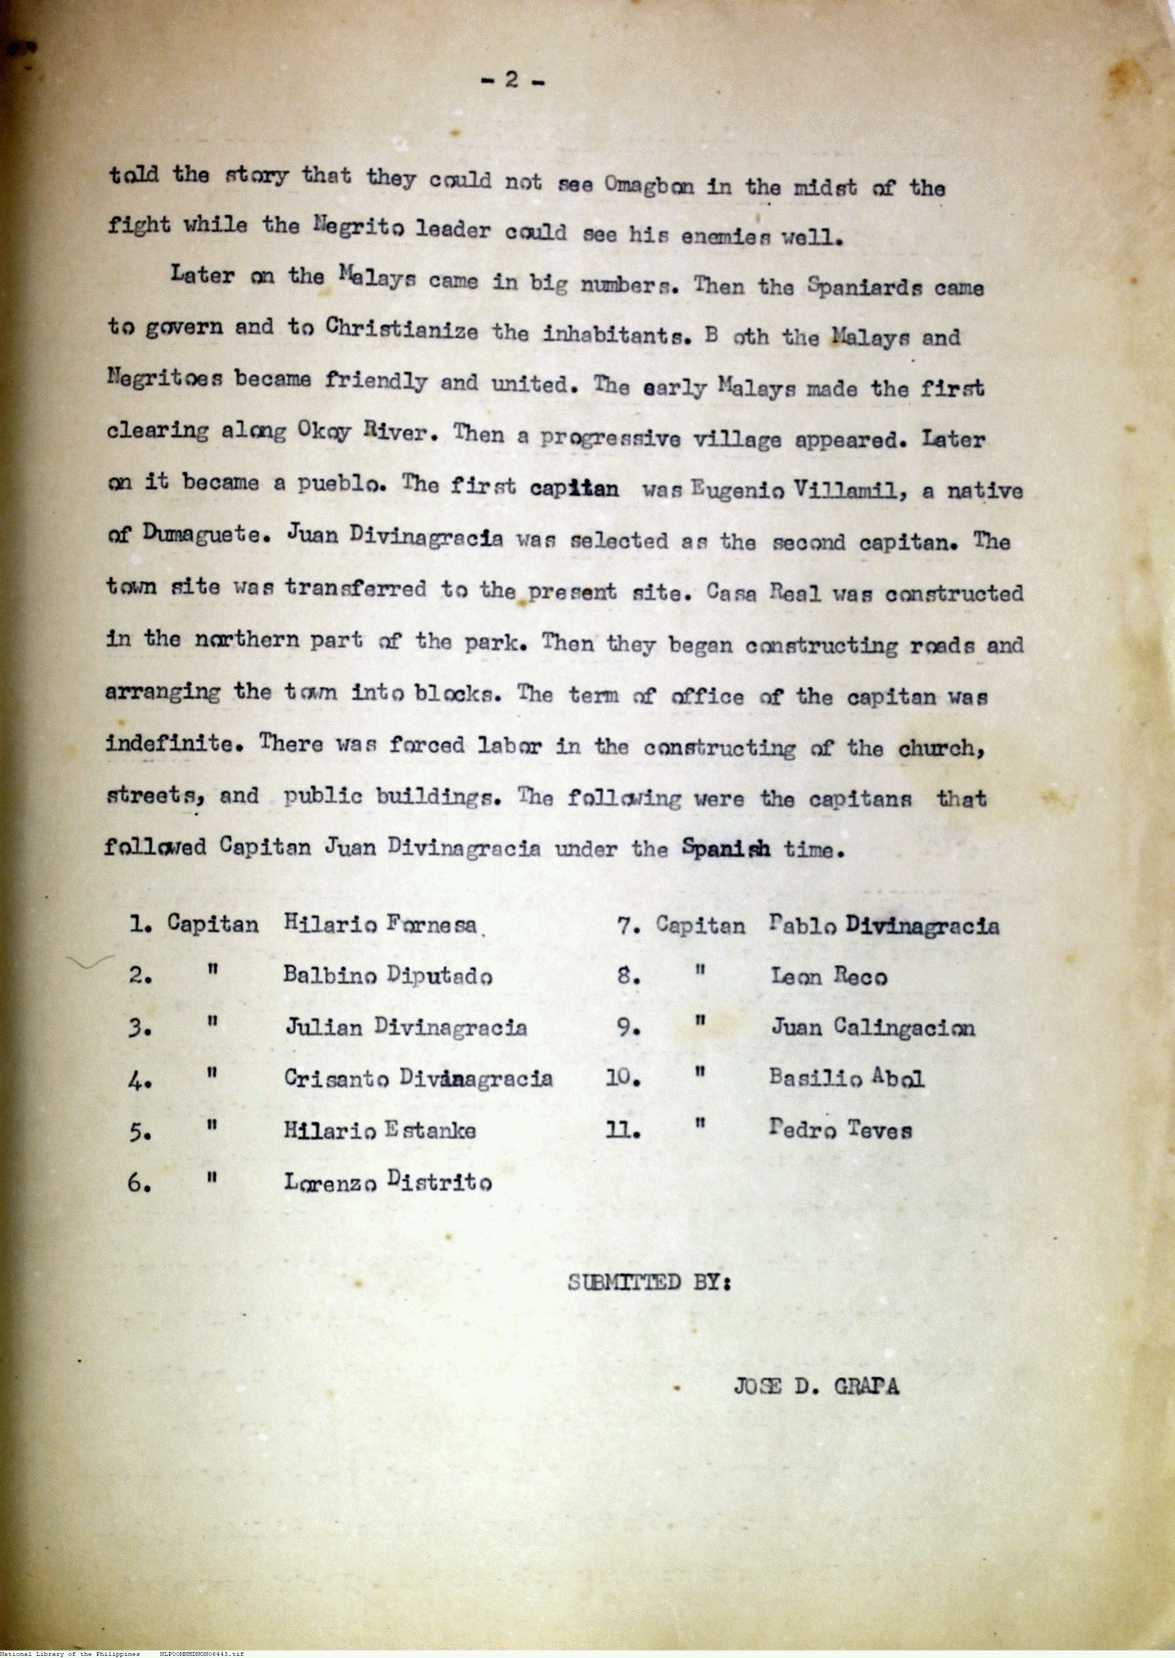 - 2 -
told the story that they could not see Omagbon in the midst of the
fight while the Negrito leader could see his enemies well.
Later on the Malays came in big numbers. Then the Spaniards came
to govern and to Christianize the inhabitants. B oth the Malays and
Negritoes became friendly and united. The early Malays made the first
clearing along Okoy River. Then a progressive village appeared. Later
on it became a pueblo. The first capitan was Eugenio Villamil, a native
of Dumaguete. Juan Divinagracia was selected as the second capitan. The
town site was transferred to the present site. Casa Real was constructed
in the northern part of the park. Then they began constructing roads and
arranging the town into blocks. The term of office of the capitan was
indefinite. There was forced labor in the constructing of the church,
streets, and public buildings. The following were the capitans that
followed Capitan Juan Divinagracia under the Spanish time.
1. Capitan Hilario Fornesa 7. Capitan Pablo Divinagracia
2. " Balbino Diputado 8. " Leon Reco
3. " Julian Divinagracia 9. " Juan Calingacion
4. " Crisanto Divinagracia 10. " Basilio Abol
5. " Hilario Estanke 11. " Pedro Teves
6. " Lorenzo Distrito
SUBMITTED BY:
JOSE D. GRAPA
National Library of the Philippines